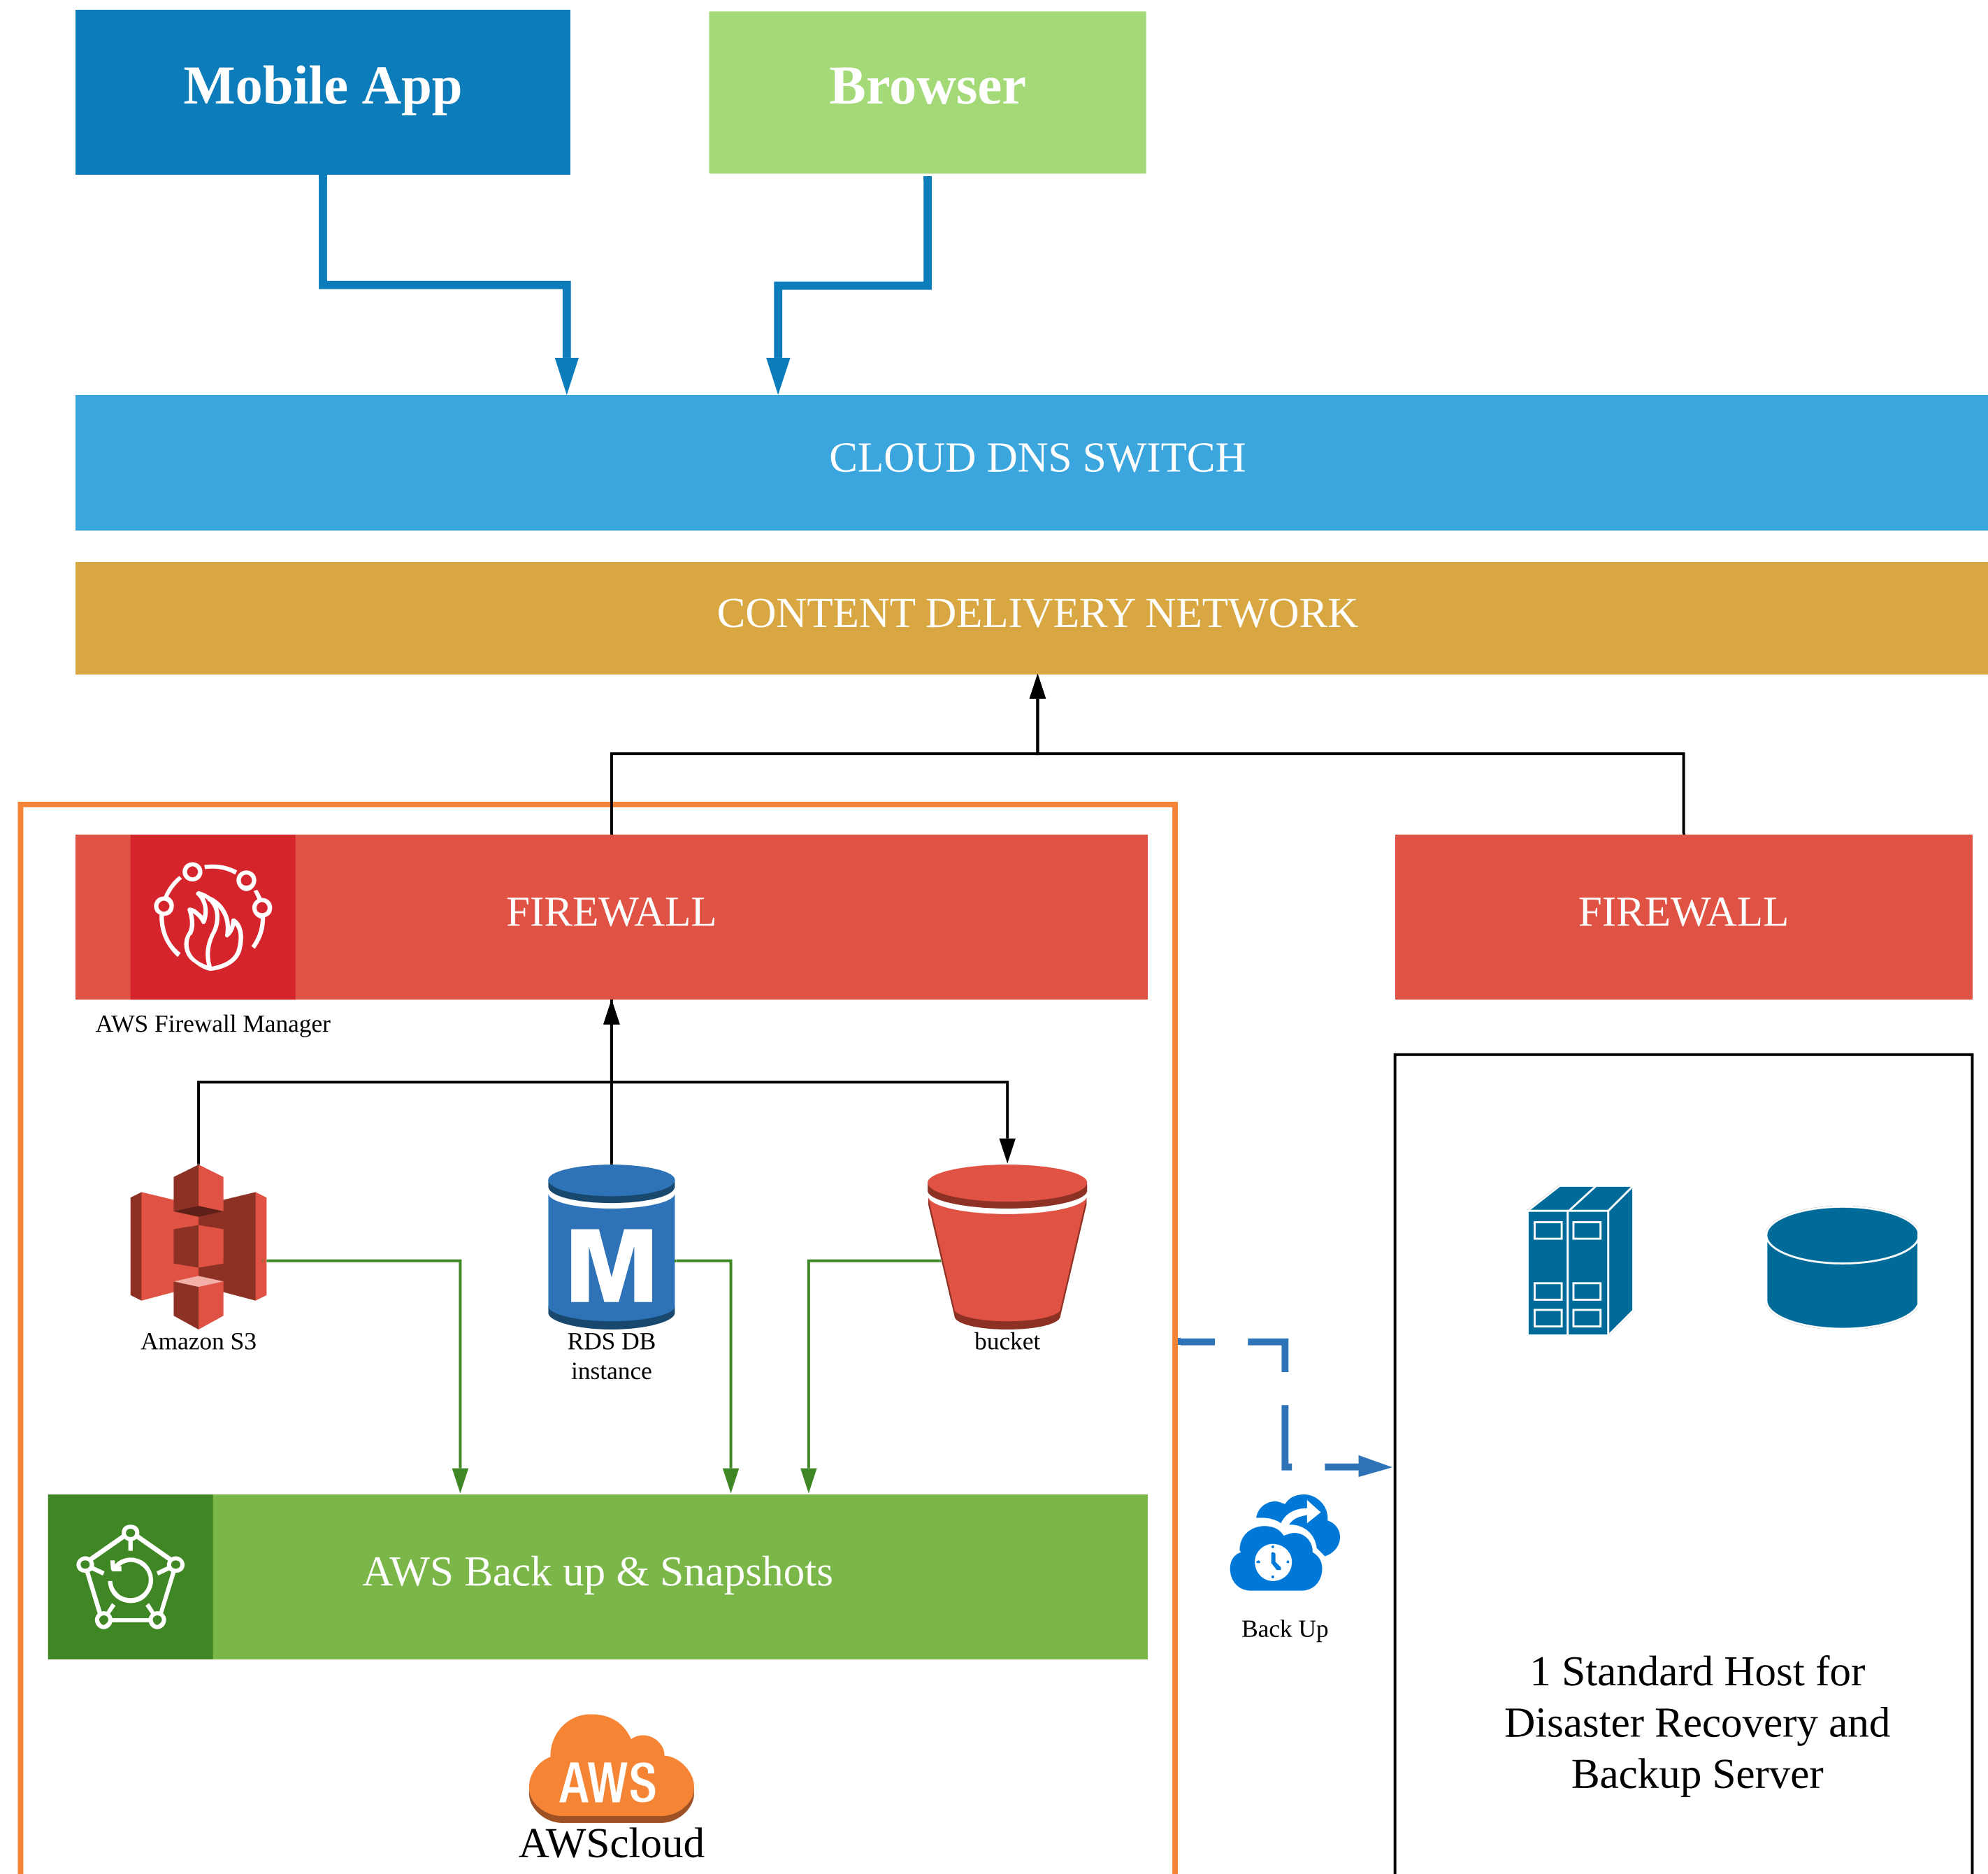 Mobile App
Browser
CLOUD DNS SWITCH
CONTENT DELIVERY NETWORK
FIREWALL
FIREWALL
AWS Firewall Manager
M
Amazon S3
RDS DB
instance
bucket
AWS Back up & Snapshots
Back Up
1 Standard Host for
Disaster Recovery and
Backup Server
AWS
AWScloud